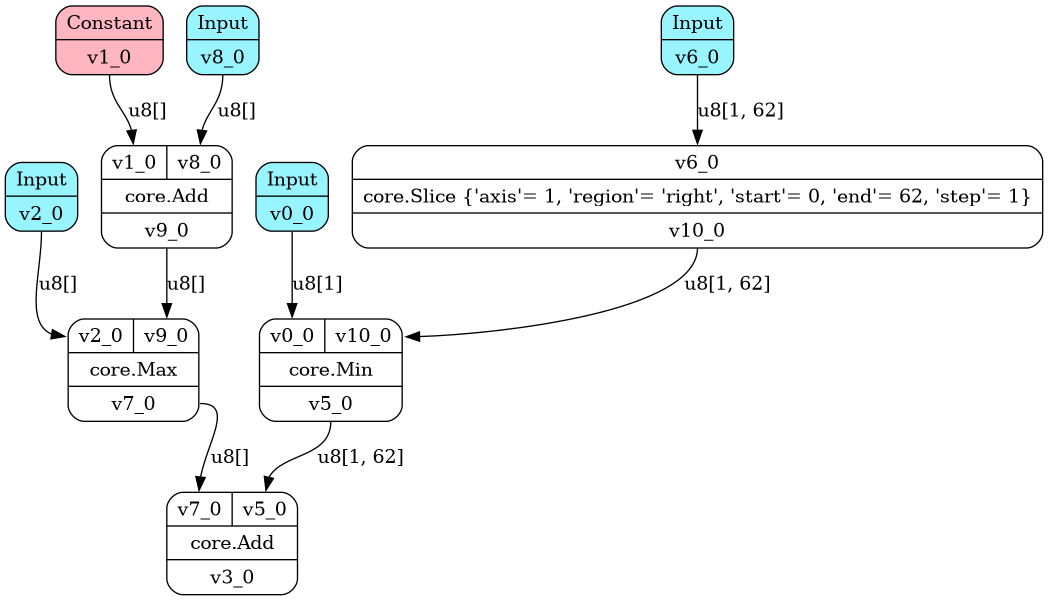 Constant
v1_0
Input
v8_0
Input
v6_0
u8[]
u8[]
u8[1, 62]
Input
v2_0
v1_0 v8_0
core.Add
v9_0
Input
v0_0
v6_0
core.Slice {'axis'= 1, 'region'= 'right', 'start'= 0, 'end'= 62, 'step'= 1}
v10_0
u8[]
u8[]
u8[1]
u8[1, 62]
v2_0 v9_0
core.Max
v7_0
v0_0 v10_0
core.Min
v5_0
u8[]
u8[1, 62]
v7_0 v5_0
core.Add
v3_0